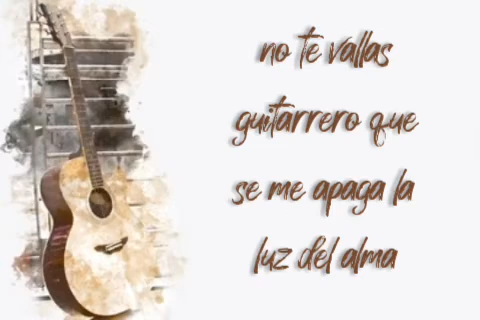 no te vallas
guitarrero que
se me apaga la
luz del alma